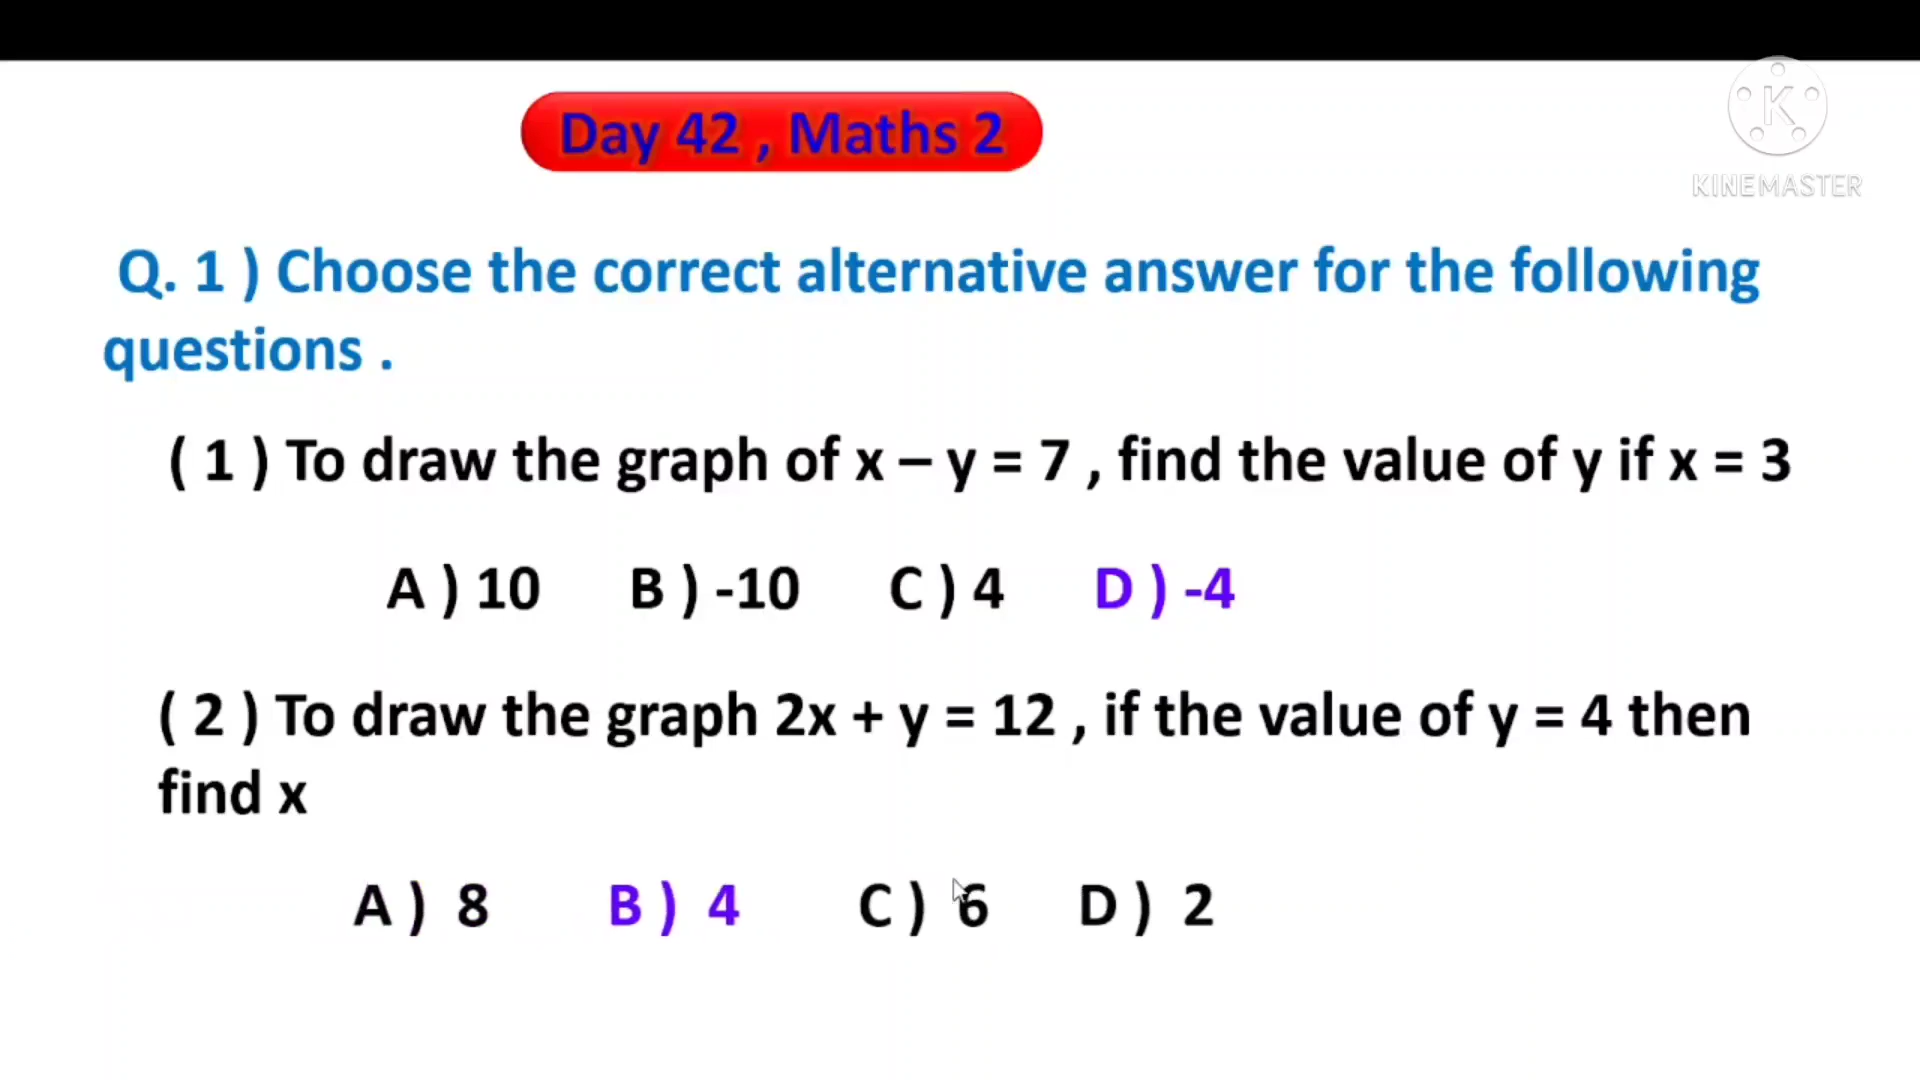 Day 42 , Maths 2
K
KINEMASTER
Q. 1 ) Choose the correct alternative answer for the following
questions .
( 1 ) To draw the graph of x – y = 7 , find the value of y if x = 3
A ) 10 B ) -10 C ) 4 D ) -4
( 2 ) To draw the graph 2x + y = 12 , if the value of y = 4 then
find x
A ) 8 B ) 4 C ) 6 D ) 2